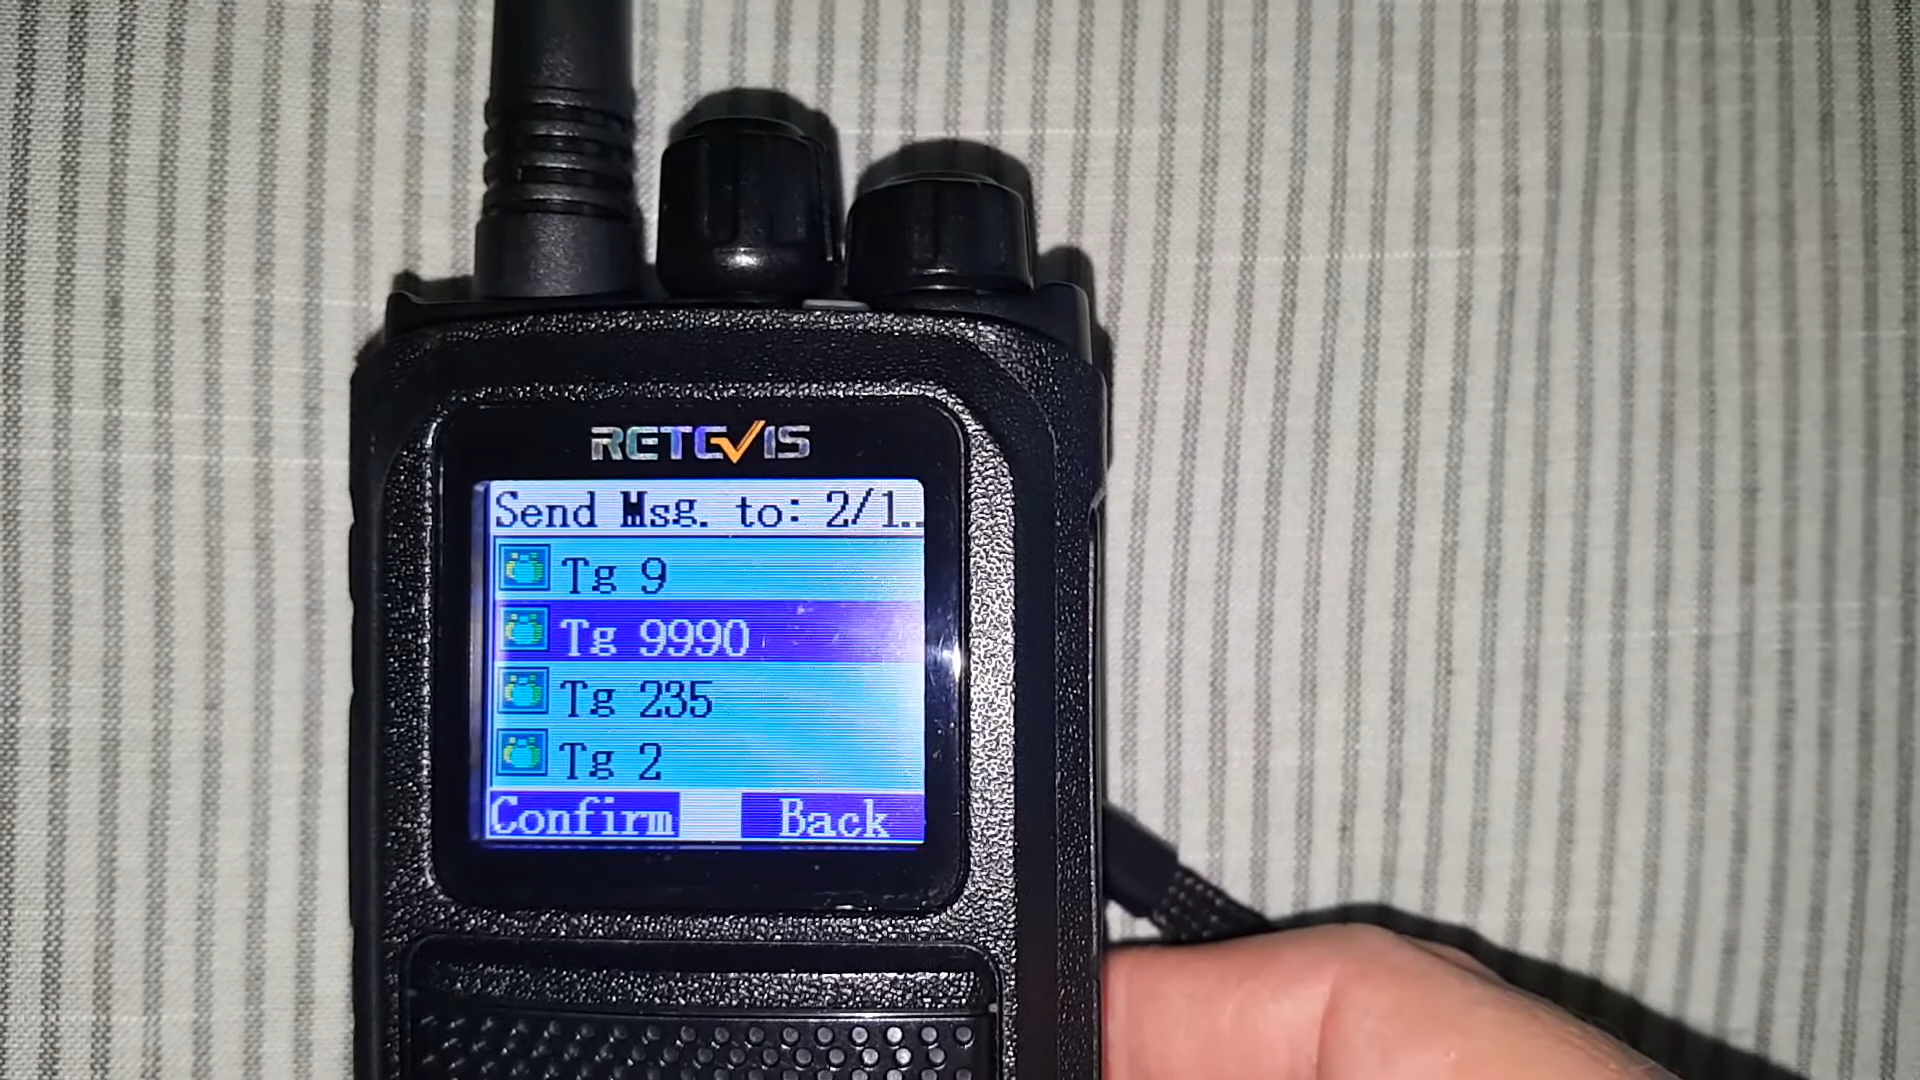 RETEVIS
Send Msg. to: 2/1..
Tg 9
Tg 9990
Tg 235
Tg 2
Confirm Back